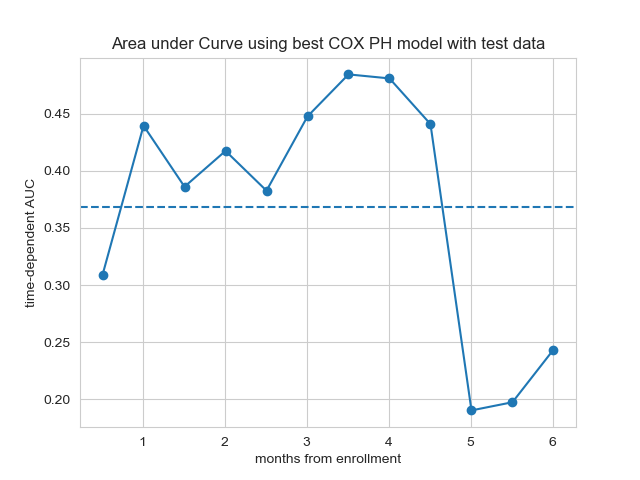 Area under Curve using best COX PH model with test data
time-dependent AUC
0.45
0.40
0.35
0.30
0.25
0.20
1 2 3 4 5 6
months from enrollment